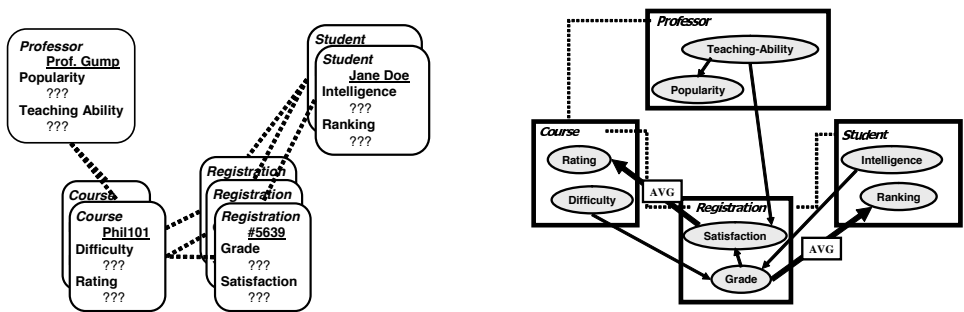 Professor
Prof. Gump
Popularity
???
Teaching Ability
???
Student
Student
Jane Doe
Intelligence
???
Ranking
???
Course
Course
Phil101
Difficulty
???
Rating
???
Registration
Registration
Registration
#5639
Grade
???
Satisfaction
???
Professor
Teaching-Ability
Popularity
Course
Rating
Difficulty
Student
Intelligence
Ranking
AVG
Registration
Satisfaction
AVG
Grade